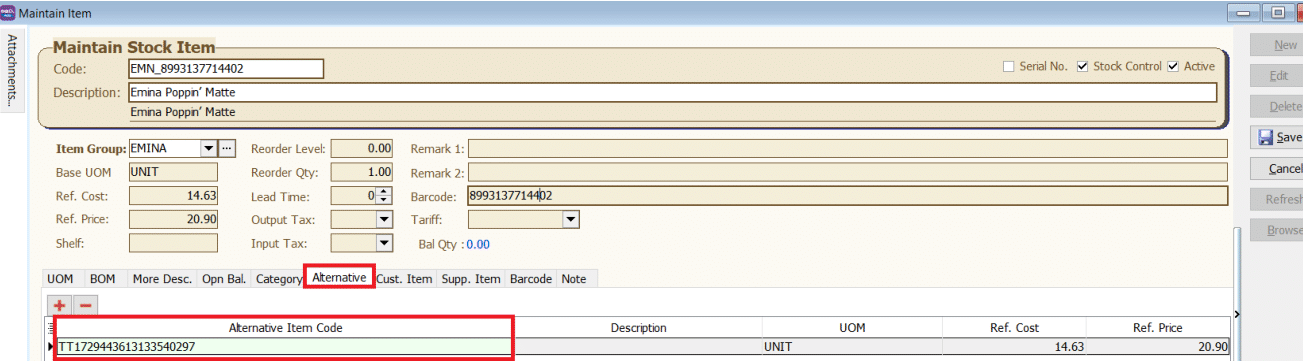 Maintain Item
Attachments...
Maintain Stock Item
Code: EMN_8993137714402 Serial No. Stock Control Active
Description: Emina Poppin' Matte
Emina Poppin' Matte
Item Group: EMINA ... Reorder Level: 0.00 Remark 1:
Base UOM UNIT Reorder Qty: 1.00 Remark 2:
Ref. Cost: 14.63 Lead Time: 0 Barcode: 8993137714402
Ref. Price: 20.90 Output Tax: Tariff:
Shelf: Input Tax: Bal Qty : 0.00
UOM BOM More Desc. Opn Bal. Category Alternative Cust. Item Supp. Item Barcode Note
Alternative Item Code Description UOM Ref. Cost Ref. Price
TT1729443613133540297 UNIT 14.63 20.90
New
Edit
Delete
Save
Cancel
Refresh
Browse